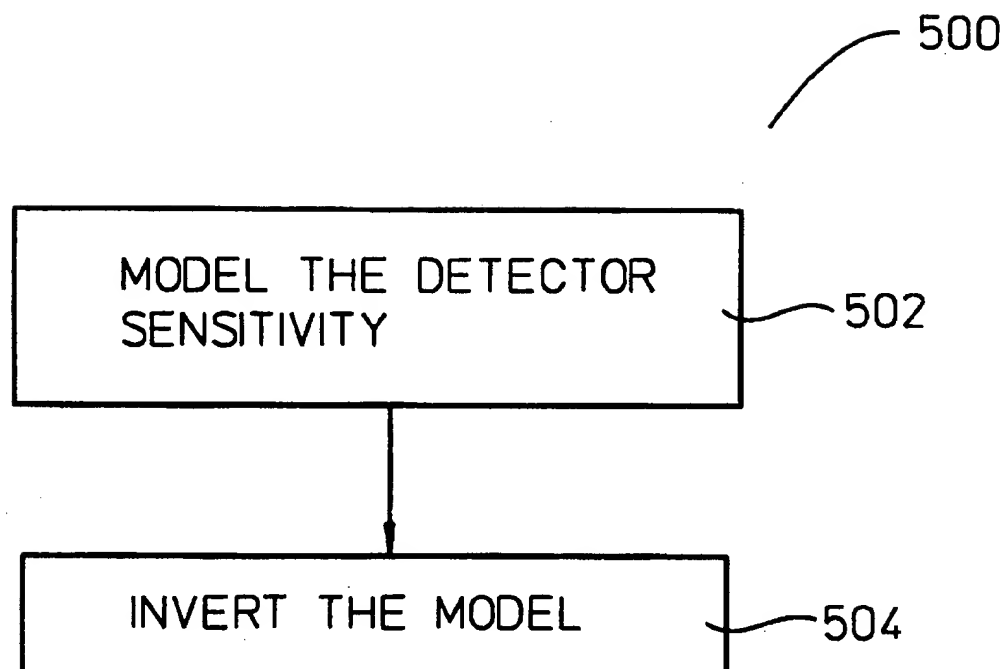 500
MODEL THE DETECTOR
SENSITIVITY
502
INVERT THE MODEL
504